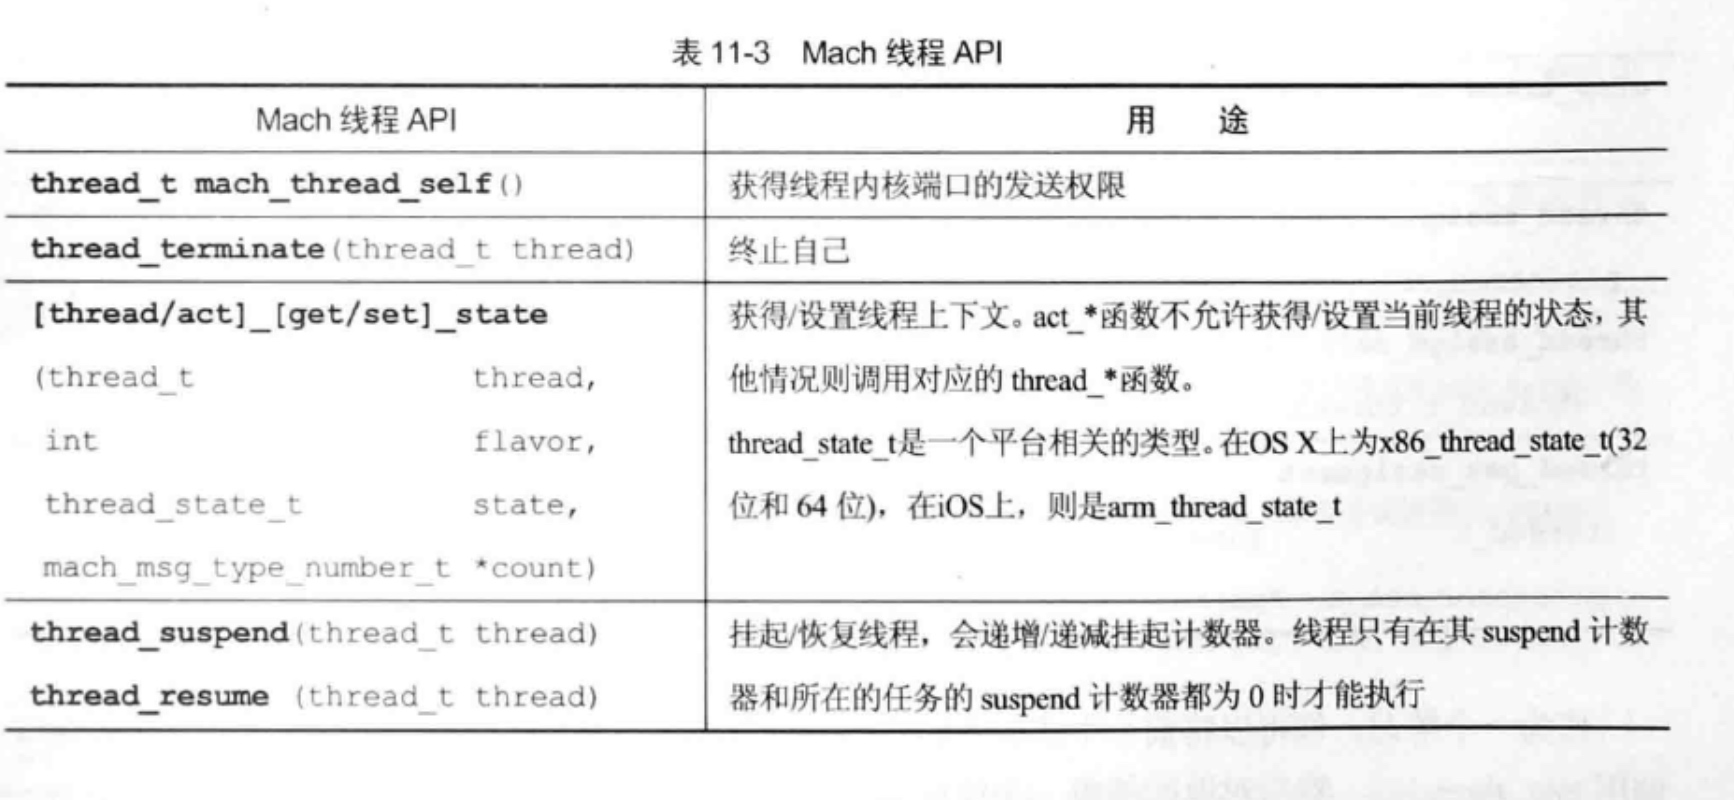 表 11-3 Mach 线程 API
Mach 线程 API
用 途
thread_t mach_thread_self()
获得线程内核端口的发送权限
thread_terminate(thread_t thread)
终止自己
[thread/act]_[get/set]_state
(thread_t thread,
int flavor,
thread_state_t state,
mach_msg_type_number_t *count)
获得/设置线程上下文。act_*函数不允许获得/设置当前线程的状态，其
他情况则调用对应的 thread_*函数。
thread_state_t是一个平台相关的类型。在OS X上为x86_thread_state_t(32
位和 64 位)，在iOS上，则是arm_thread_state_t
thread_suspend(thread_t thread)
thread_resume (thread_t thread)
挂起/恢复线程，会递增/递减挂起计数器。线程只有在其 suspend 计数
器和所在的任务的 suspend 计数器都为 0 时才能执行